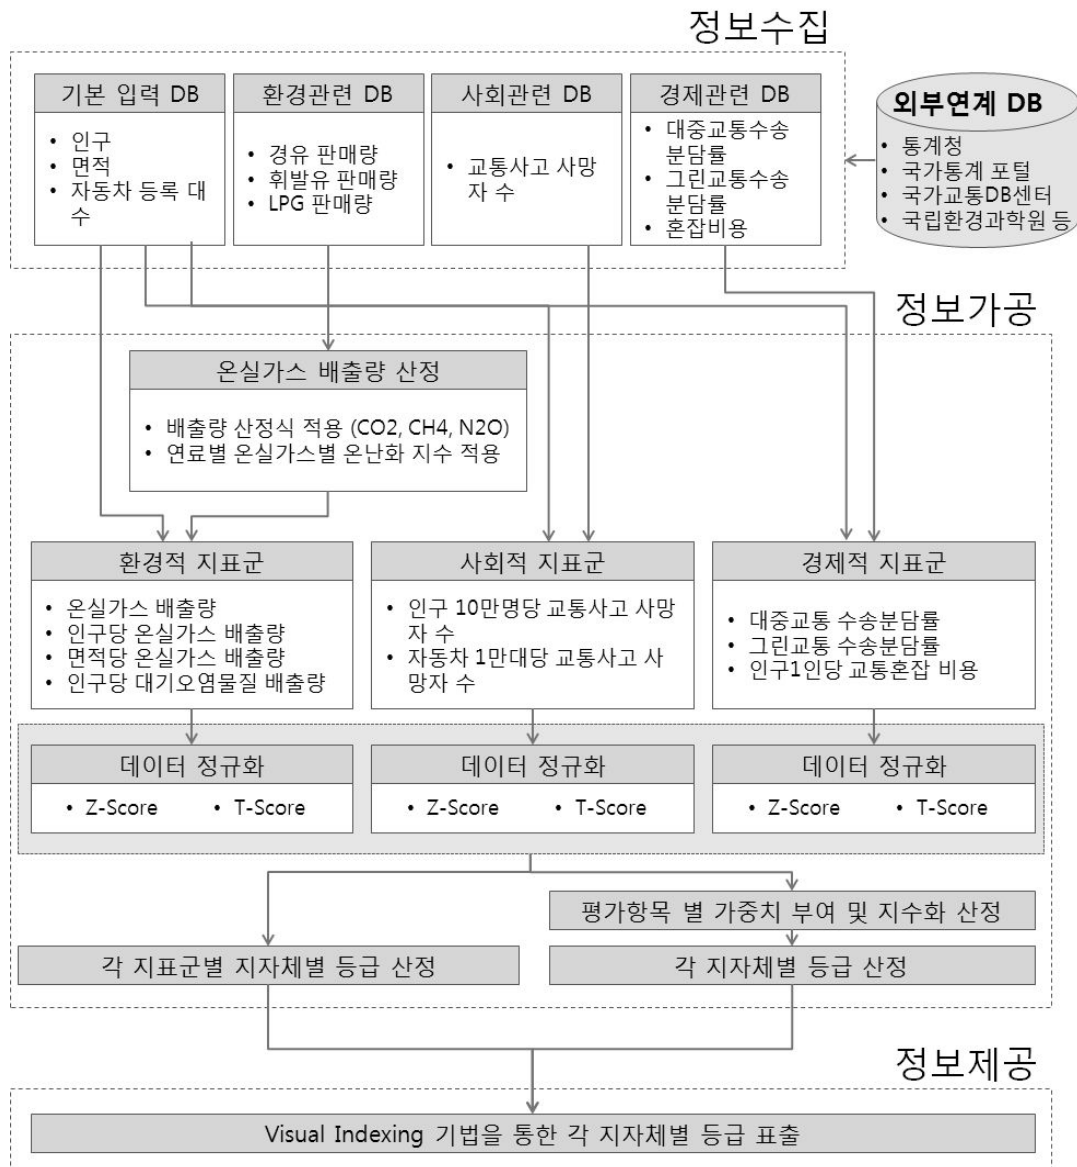 정보수집
기본 입력 DB
• 인구
• 면적
• 자동차 등록 대
수
환경관련 DB
• 경유 판매량
• 휘발유 판매량
• LPG 판매량
사회관련 DB
• 교통사고 사망
자 수
경제관련 DB
• 대중교통수송
분담률
• 그린교통수송
분담률
• 혼잡비용
외부연계 DB
• 통계청
• 국가통계 포털
• 국가교통DB센터
• 국립환경과학원 등
정보가공
온실가스 배출량 산정
• 배출량 산정식 적용 (CO2, CH4, N2O)
• 연료별 온실가스별 온난화 지수 적용
환경적 지표군
• 온실가스 배출량
• 인구당 온실가스 배출량
• 면적당 온실가스 배출량
• 인구당 대기오염물질 배출량
사회적 지표군
• 인구 10만명당 교통사고 사망
자 수
• 자동차 1만대당 교통사고 사
망자 수
경제적 지표군
• 대중교통 수송분담률
• 그린교통 수송분담률
• 인구1인당 교통혼잡 비용
데이터 정규화
• Z-Score • T-Score
데이터 정규화
• Z-Score • T-Score
데이터 정규화
• Z-Score • T-Score
평가항목 별 가중치 부여 및 지수화 산정
각 지표군별 지자체별 등급 산정
각 지자체별 등급 산정
정보제공
Visual Indexing 기법을 통한 각 지자체별 등급 표출